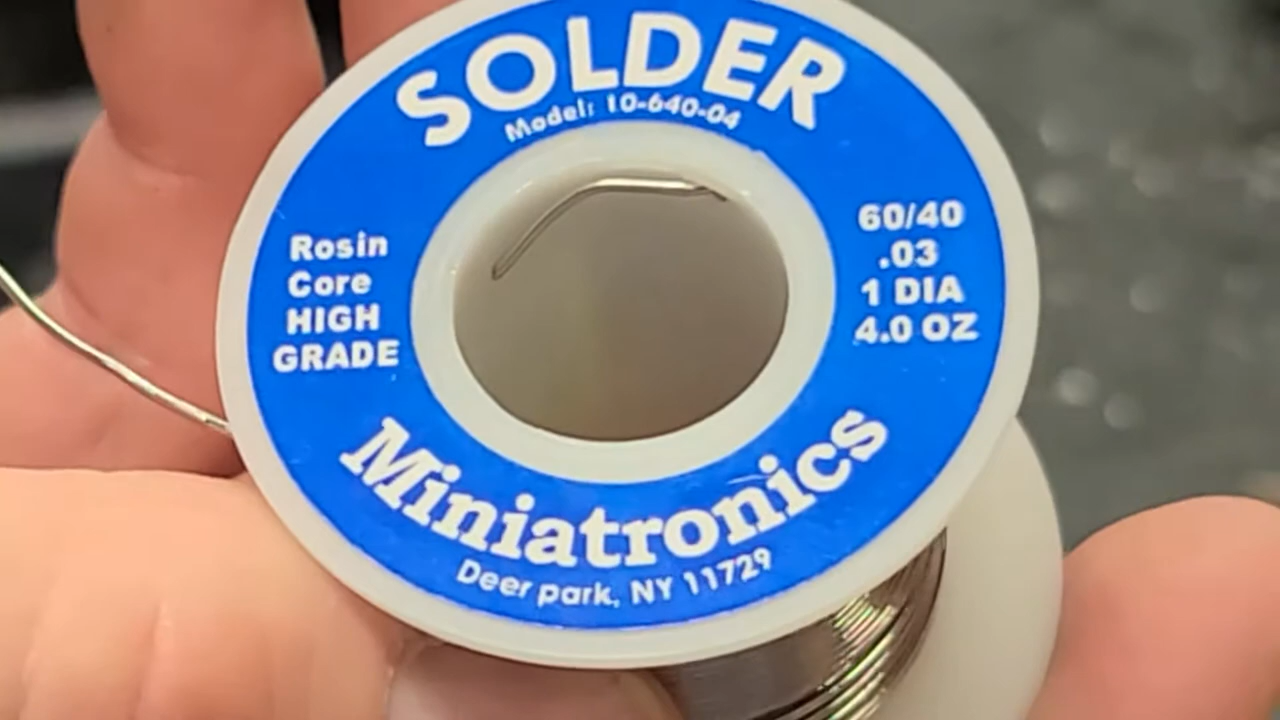 SOLDER
Model: 10-640-04
Rosin
Core
HIGH
GRADE
60/40
.03
1 DIA
4.0 OZ
Miniatronics
Deer park, NY 11729